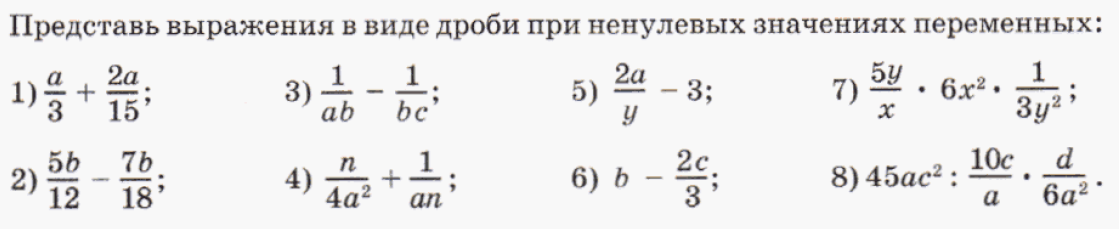 Представь выражения в виде дроби при ненулевых значениях переменных:
1) a/3 + 2a/15; 3) 1/ab − 1/bc; 5) 2a/y − 3; 7) 5y/x · 6x² · 1/3y²;
2) 5b/12 − 7b/18; 4) n/4a² + 1/an; 6) b − 2c/3; 8) 45ac² : 10c/a · d/6a².